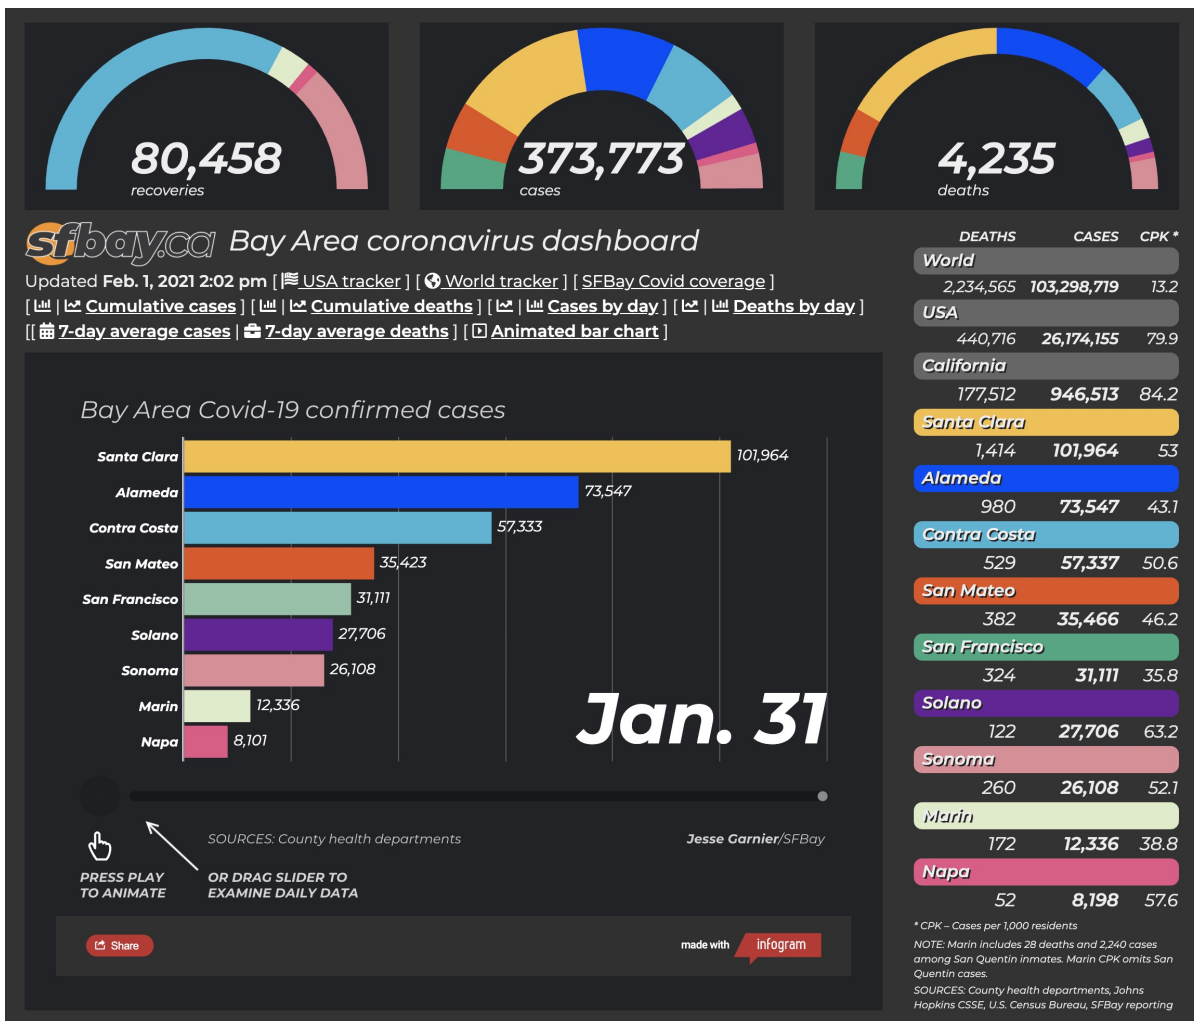 80,458
recoveries
373,773
cases
4,235
deaths
sfbay.ca Bay Area coronavirus dashboard
Updated Feb. 1, 2021 2:02 pm [ USA tracker ] [ World tracker ] [ SFBay Covid coverage ]
[ | Cumulative cases ] [ | Cumulative deaths ] [ | Cases by day ] [ | Deaths by day ]
[[ 7-day average cases | 7-day average deaths ] [ Animated bar chart ]
Bay Area Covid-19 confirmed cases
Santa Clara 101,964
Alameda 73,547
Contra Costa 57,333
San Mateo 35,423
San Francisco 31,111
Solano 27,706
Sonoma 26,108
Marin 12,336
Napa 8,101
Jan. 31
SOURCES: County health departments
Jesse Garnier/SFBay
PRESS PLAY
TO ANIMATE
OR DRAG SLIDER TO
EXAMINE DAILY DATA
Share
made with infogram
DEATHS CASES CPK *
World
2,234,565 103,298,719 13.2
USA
440,716 26,174,155 79.9
California
177,512 946,513 84.2
Santa Clara
1,414 101,964 53
Alameda
980 73,547 43.1
Contra Costa
529 57,337 50.6
San Mateo
382 35,466 46.2
San Francisco
324 31,111 35.8
Solano
122 27,706 63.2
Sonoma
260 26,108 52.1
Marin
172 12,336 38.8
Napa
52 8,198 57.6
* CPK – Cases per 1,000 residents
NOTE: Marin includes 28 deaths and 2,240 cases
among San Quentin inmates. Marin CPK omits San
Quentin cases.
SOURCES: County health departments, Johns
Hopkins CSSE, U.S. Census Bureau, SFBay reporting